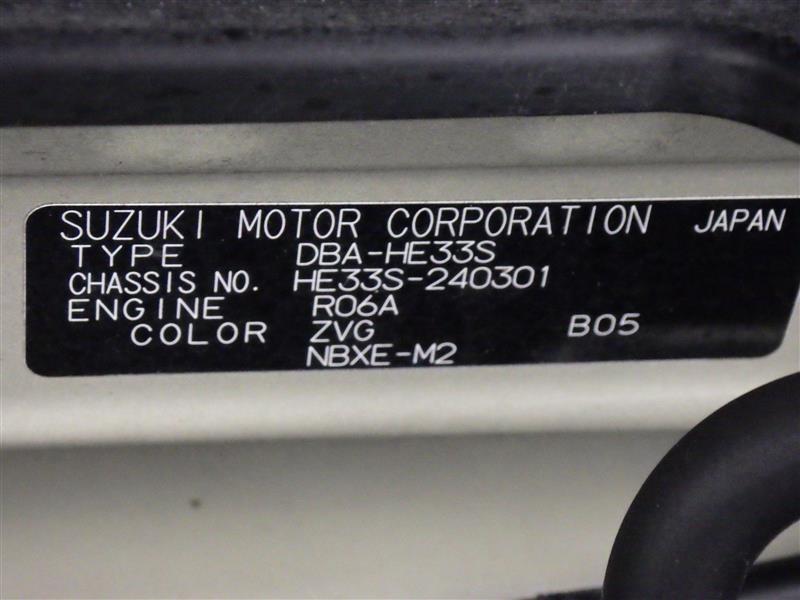 SUZUKI MOTOR CORPORATION JAPAN
TYPE DBA-HE33S
CHASSIS NO. HE33S-240301
ENGINE R06A
COLOR ZVG B05
NBXE-M2